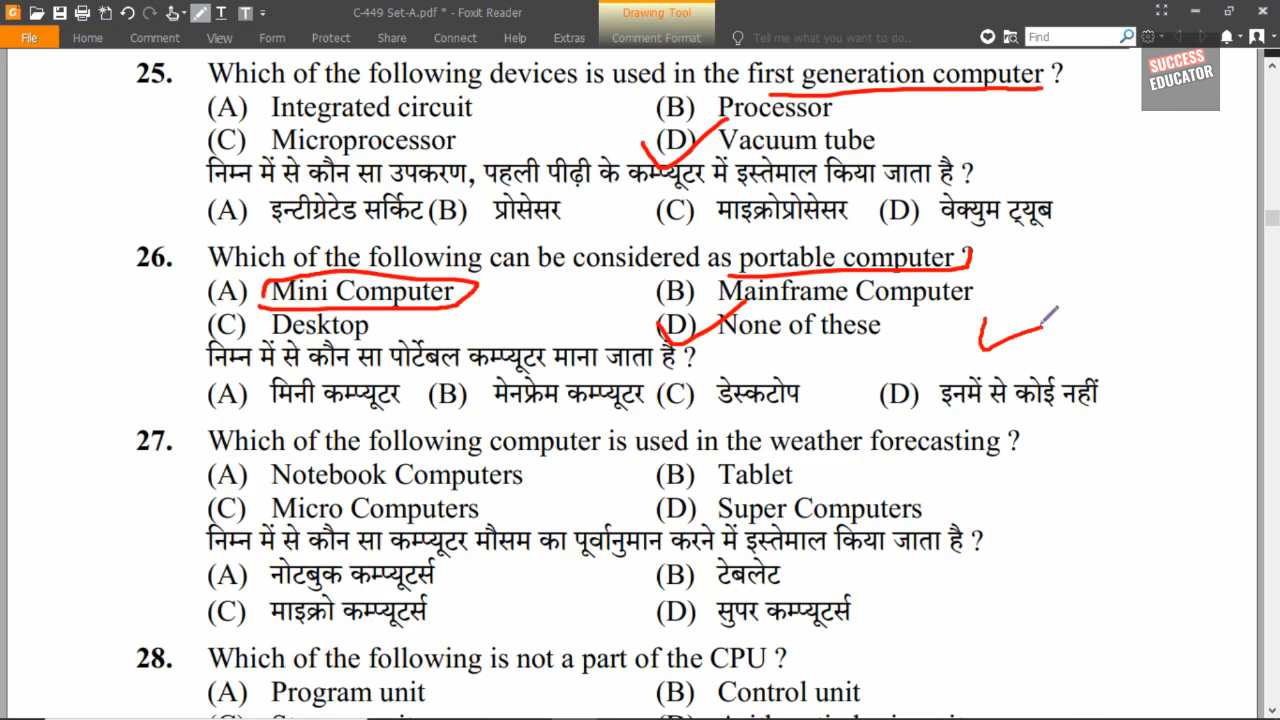 C-449 Set-A.pdf * - Foxit Reader
Drawing Tool
File Home Comment View Form Protect Share Connect Help Extras Comment Format Tell me what you want to do.. Find
SUCCESS
EDUCATOR
25. Which of the following devices is used in the first generation computer ?
(A) Integrated circuit (B) Processor
(C) Microprocessor (D) Vacuum tube
निम्न में से कौन सा उपकरण, पहली पीढ़ी के कम्प्यूटर में इस्तेमाल किया जाता है ?
(A) इन्टीग्रेटेड सर्किट (B) प्रोसेसर (C) माइक्रोप्रोसेसर (D) वेक्युम ट्यूब
26. Which of the following can be considered as portable computer ?
(A) Mini Computer (B) Mainframe Computer
(C) Desktop (D) None of these
निम्न में से कौन सा पोर्टेबल कम्प्यूटर माना जाता है ?
(A) मिनी कम्प्यूटर (B) मेनफ्रेम कम्प्यूटर (C) डेस्कटोप (D) इनमें से कोई नहीं
27. Which of the following computer is used in the weather forecasting ?
(A) Notebook Computers (B) Tablet
(C) Micro Computers (D) Super Computers
निम्न में से कौन सा कम्प्यूटर मौसम का पूर्वानुमान करने में इस्तेमाल किया जाता है ?
(A) नोटबुक कम्प्यूटर्स (B) टेबलेट
(C) माइक्रो कम्प्यूटर्स (D) सुपर कम्प्यूटर्स
28. Which of the following is not a part of the CPU ?
(A) Program unit (B) Control unit